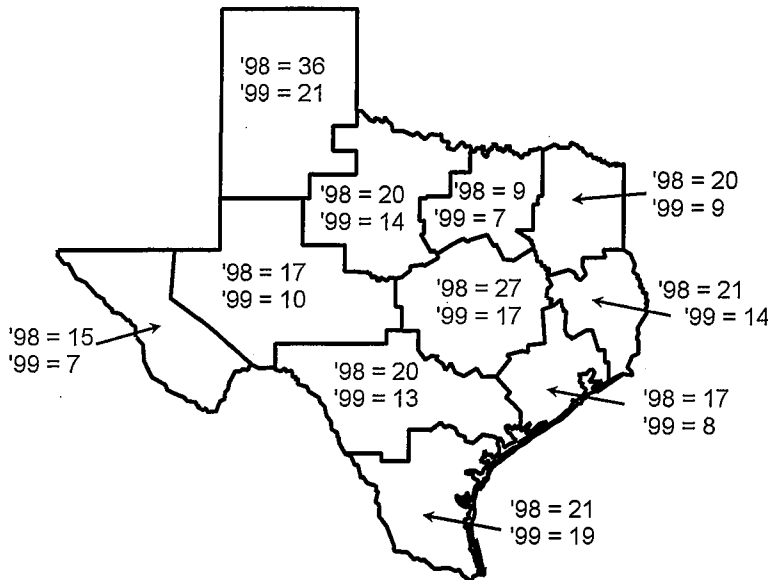 '98 = 36
'99 = 21
'98 = 20
'99 = 14
'98 = 9
'99 = 7
'98 = 20
'99 = 9
'98 = 17
'99 = 10
'98 = 27
'99 = 17
'98 = 21
'99 = 14
'98 = 15
'99 = 7
'98 = 20
'99 = 13
'98 = 17
'99 = 8
'98 = 21
'99 = 19